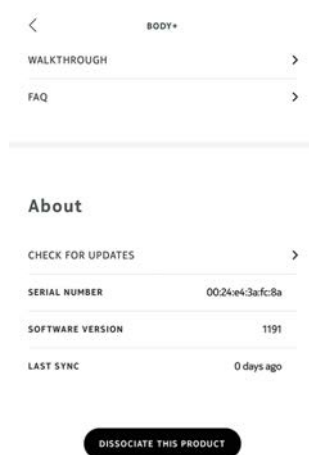 BODY+
WALKTHROUGH
FAQ
About
CHECK FOR UPDATES
SERIAL NUMBER 00:24:e4:3a:fc:8a
SOFTWARE VERSION 1191
LAST SYNC 0 days ago
DISSOCIATE THIS PRODUCT